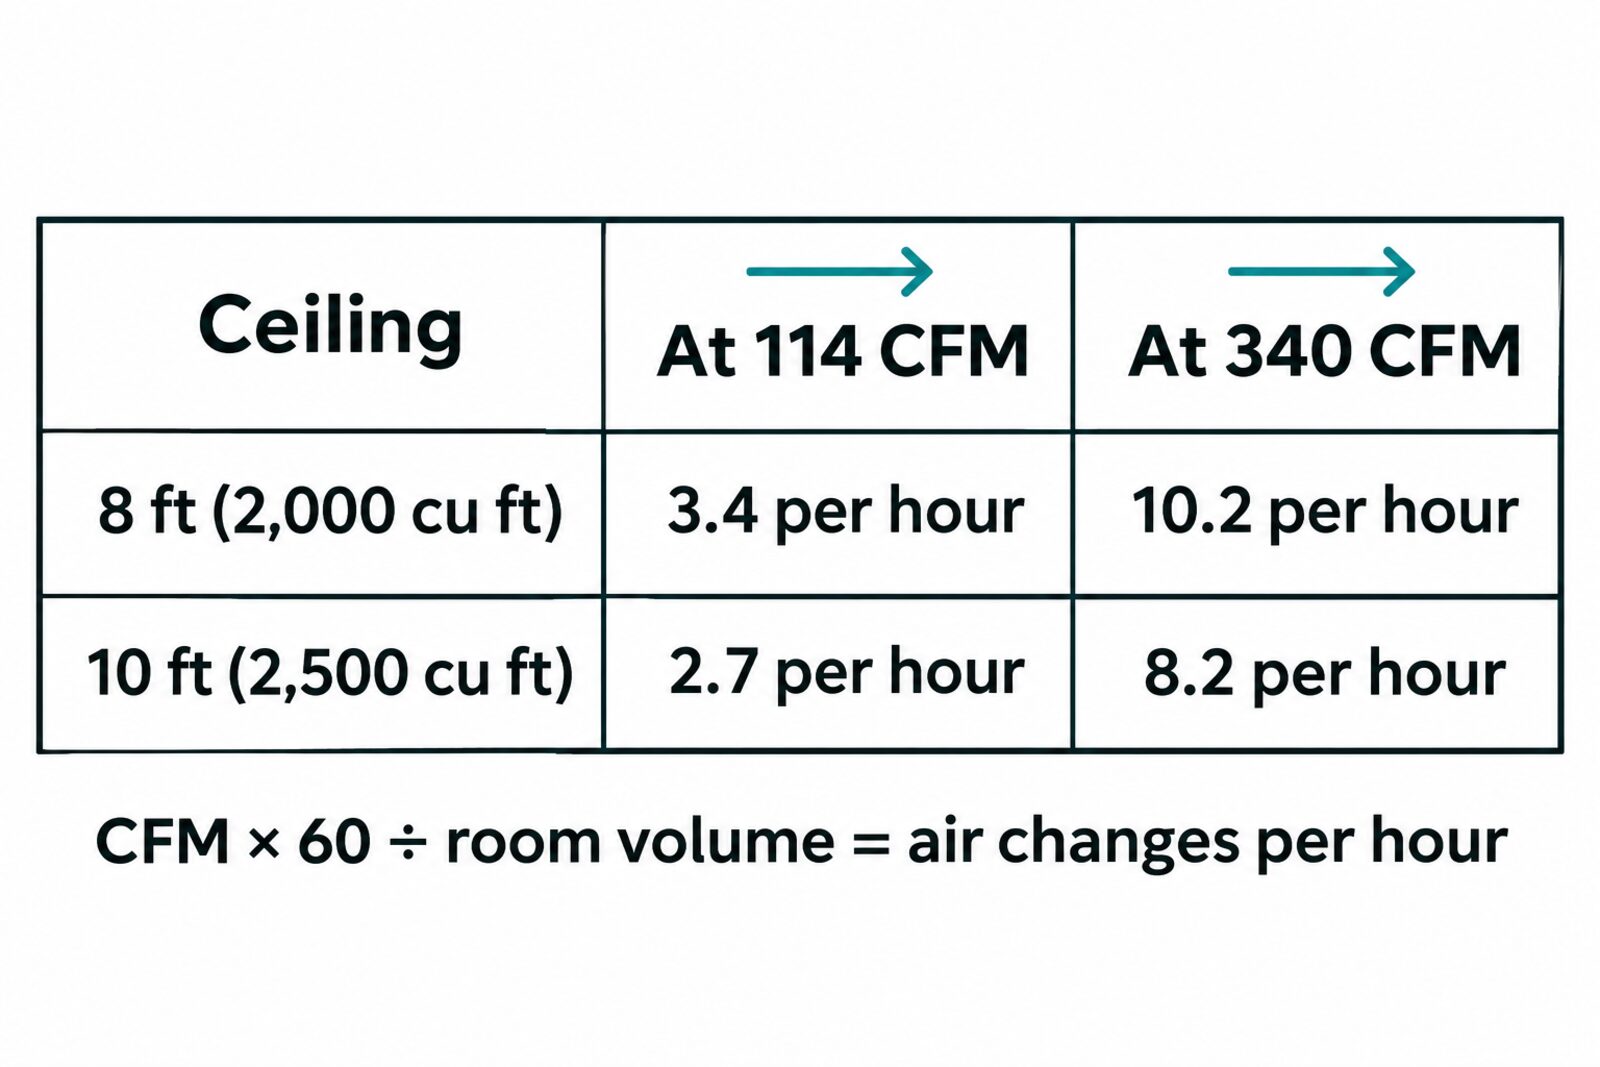 Ceiling
At 114 CFM
At 340 CFM
8 ft (2,000 cu ft)
3.4 per hour
10.2 per hour
10 ft (2,500 cu ft)
2.7 per hour
8.2 per hour
CFM × 60 ÷ room volume = air changes per hour